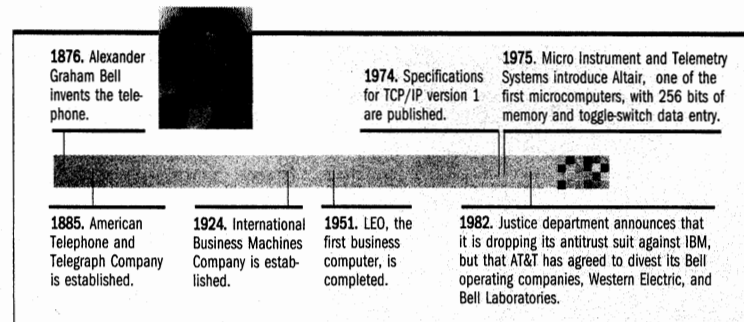 1876. Alexander
Graham Bell
invents the tele-
phone.
1974. Specifications
for TCP/IP version 1
are published.
1975. Micro Instrument and Telemetry
Systems introduce Altair, one of the
first microcomputers, with 256 bits of
memory and toggle-switch data entry.
1885. American
Telephone and
Telegraph Company
is established.
1924. International
Business Machines
Company is estab-
lished.
1951. LEO, the
first business
computer, is
completed.
1982. Justice department announces that
it is dropping its antitrust suit against IBM,
but that AT&T has agreed to divest its Bell
operating companies, Western Electric, and
Bell Laboratories.